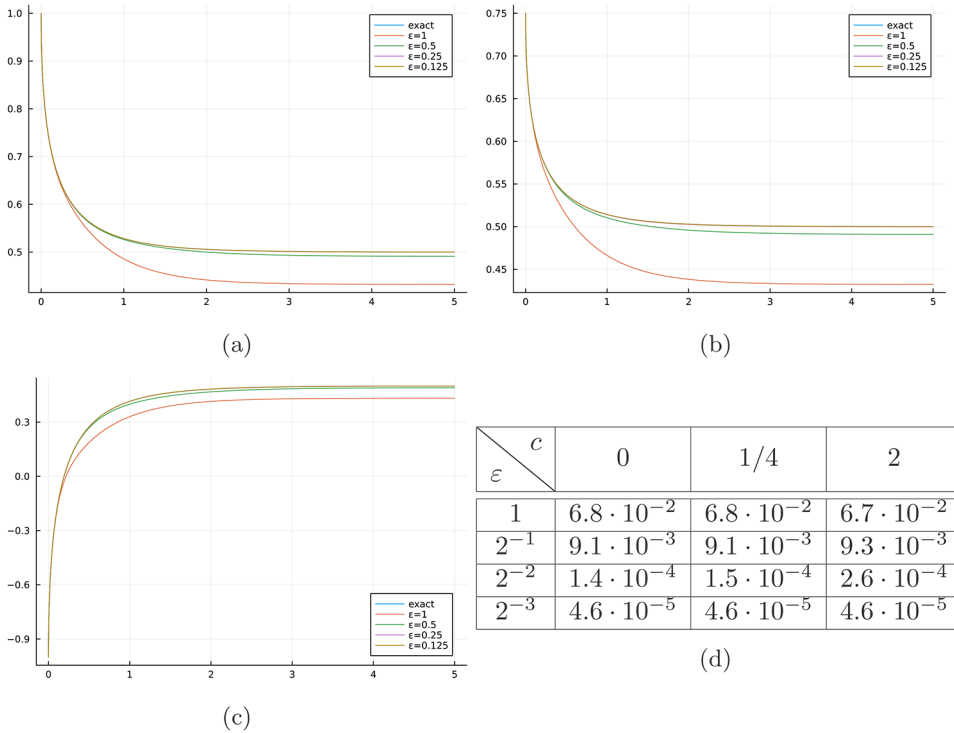 1.0
0.9
0.8
0.7
0.6
0.5
0 1 2 3 4 5
exact
ε=1
ε=0.5
ε=0.25
ε=0.125
(a)
0.75
0.70
0.65
0.60
0.55
0.50
0.45
0 1 2 3 4 5
exact
ε=1
ε=0.5
ε=0.25
ε=0.125
(b)
0.3
0.0
−0.3
−0.6
−0.9
0 1 2 3 4 5
exact
ε=1
ε=0.5
ε=0.25
ε=0.125
(c)
ε c 0 1/4 2
1 6.8 · 10⁻² 6.8 · 10⁻² 6.7 · 10⁻²
2⁻¹ 9.1 · 10⁻³ 9.1 · 10⁻³ 9.3 · 10⁻³
2⁻² 1.4 · 10⁻⁴ 1.5 · 10⁻⁴ 2.6 · 10⁻⁴
2⁻³ 4.6 · 10⁻⁵ 4.6 · 10⁻⁵ 4.6 · 10⁻⁵
(d)